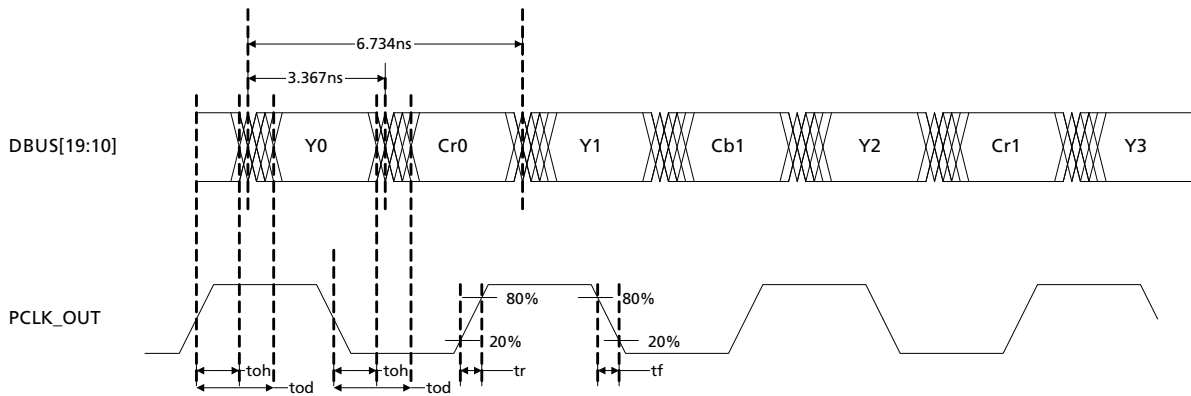 6.734ns
3.367ns
DBUS[19:10] Y0 Cr0 Y1 Cb1 Y2 Cr1 Y3
80% 80%
PCLK_OUT
20% 20%
toh toh tr tf
tod tod